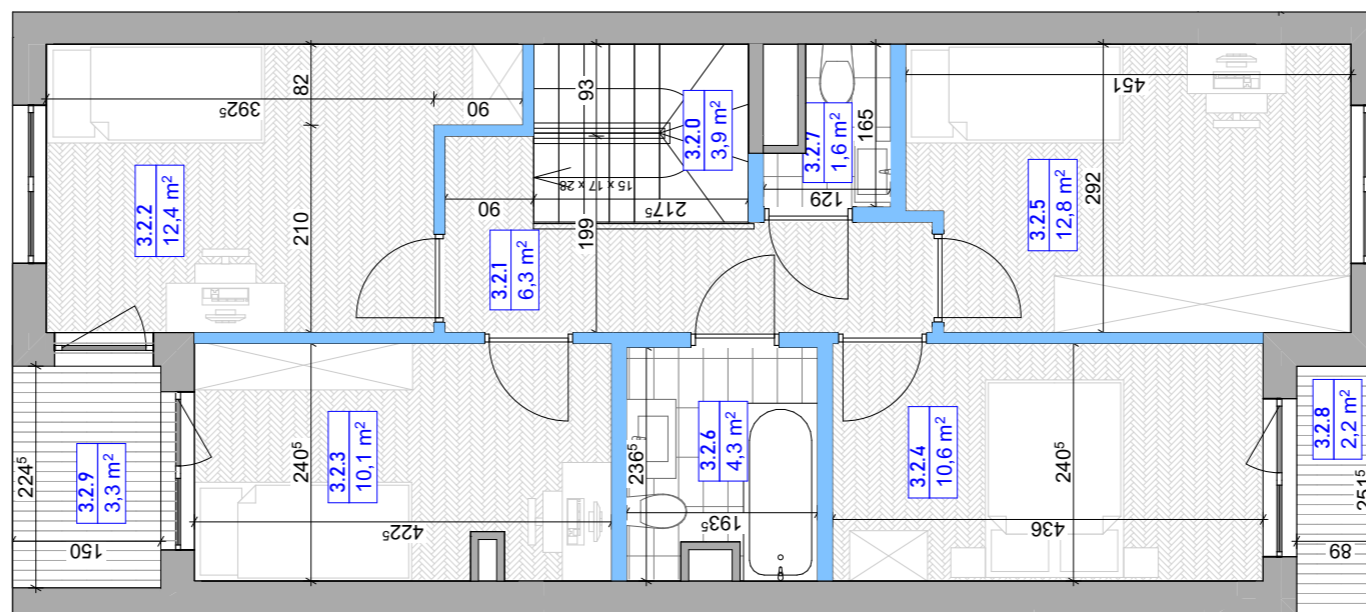 392⁵
82
90
93
3.2.0
3,9 m²
3.2.7
1,6 m²
165
451
3.2.2
12,4 m²
210
90
199
15 x 17 x 28
217⁵
129
292
3.2.5
12,8 m²
3.2.1
6,3 m²
224⁵
3.2.9
3,3 m²
150
240⁵
3.2.3
10,1 m²
422⁵
236⁵
3.2.6
4,3 m²
193⁵
3.2.4
10,6 m²
436
240⁵
3.2.8
2,2 m²
251⁵
89